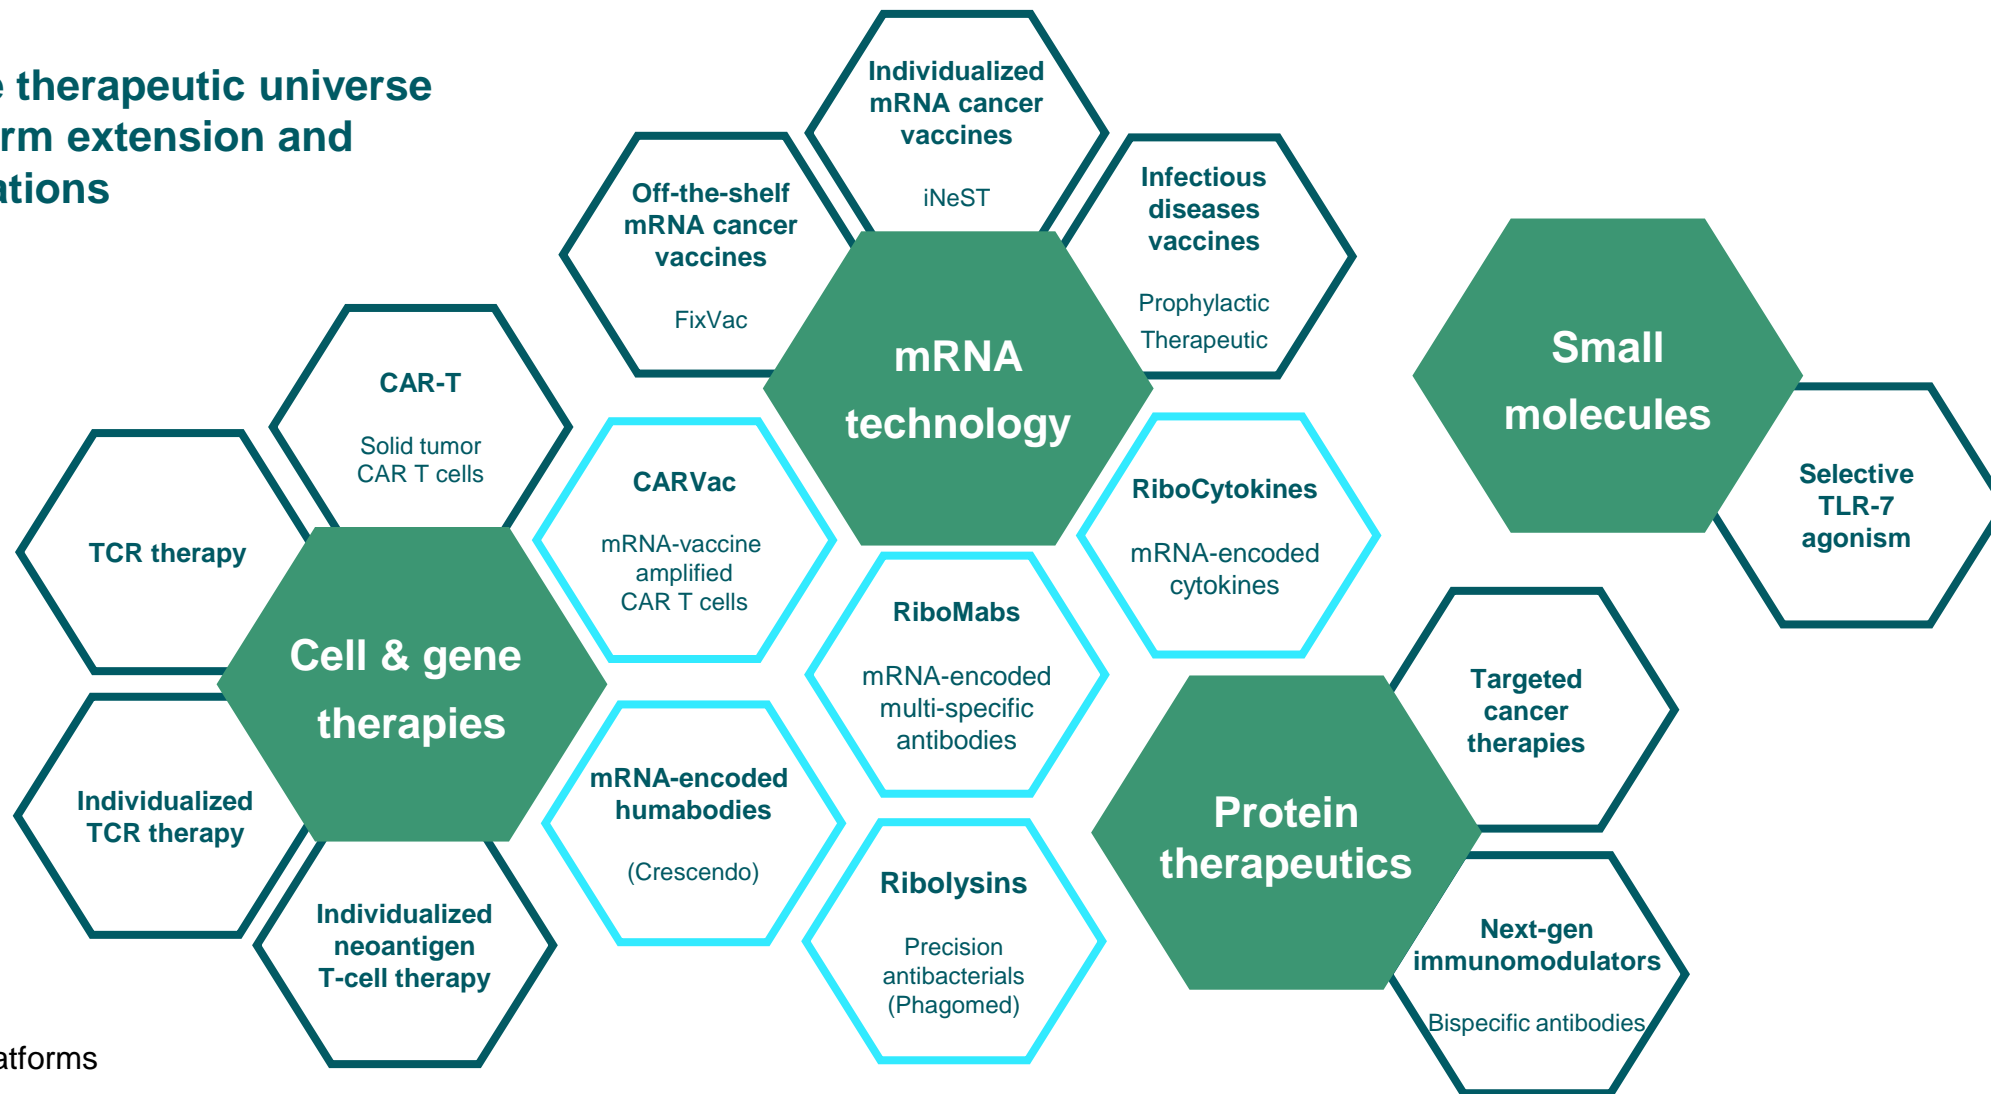 therapeutic universe
extension and
Individualized
mRNA cancer
vaccines
iNeST
Off-the-shelf
mRNA cancer
vaccines
FixVac
Infectious
diseases
vaccines
Prophylactic
Therapeutic
mRNA
technology
Small
molecules
Selective
TLR-7
agonism
CAR-T
Solid tumor
CAR T cells
TCR therapy
Cell & gene
therapies
Individualized
TCR therapy
Individualized
neoantigen
T-cell therapy
CARVac
mRNA-vaccine
amplified
CAR T cells
RiboCytokines
mRNA-encoded
cytokines
RiboMabs
mRNA-encoded
multi-specific
antibodies
mRNA-encoded
humabodies
(Crescendo)
Ribolysins
Precision
antibacterials
(Phagomed)
Protein
therapeutics
Targeted
cancer
therapies
Next-gen
immunomodulators
Bispecific antibodies